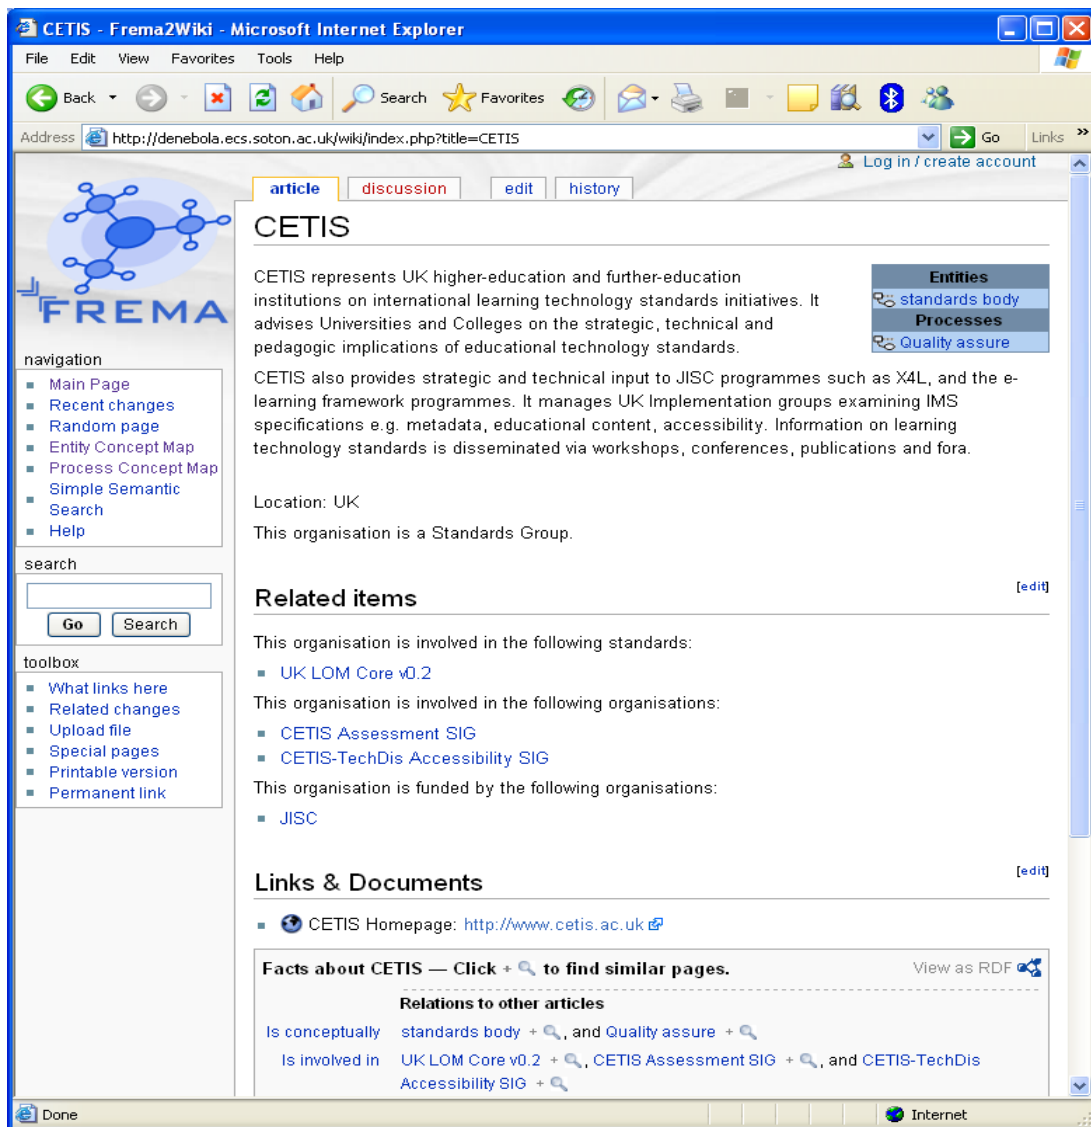 CETIS - Frema2Wiki - Microsoft Internet Explorer
File Edit View Favorites Tools Help
Back Search Favorites
Address http://denebola.ecs.soton.ac.uk/wiki/index.php?title=CETIS Go Links »
Log in / create account
article discussion edit history
FREMA
navigation
Main Page
Recent changes
Random page
Entity Concept Map
Process Concept Map
Simple Semantic
Search
Help
search
Go Search
toolbox
What links here
Related changes
Upload file
Special pages
Printable version
Permanent link
CETIS
CETIS represents UK higher-education and further-education
institutions on international learning technology standards initiatives. It
advises Universities and Colleges on the strategic, technical and
pedagogic implications of educational technology standards.
Entities
standards body
Processes
Quality assure
CETIS also provides strategic and technical input to JISC programmes such as X4L, and the e-
learning framework programmes. It manages UK Implementation groups examining IMS
specifications e.g. metadata, educational content, accessibility. Information on learning
technology standards is disseminated via workshops, conferences, publications and fora.
Location: UK
This organisation is a Standards Group.
Related items [edit]
This organisation is involved in the following standards:
UK LOM Core v0.2
This organisation is involved in the following organisations:
CETIS Assessment SIG
CETIS-TechDis Accessibility SIG
This organisation is funded by the following organisations:
JISC
Links & Documents [edit]
CETIS Homepage: http://www.cetis.ac.uk
Facts about CETIS — Click + to find similar pages. View as RDF
Relations to other articles
Is conceptually standards body +, and Quality assure +
Is involved in UK LOM Core v0.2 +, CETIS Assessment SIG +, and CETIS-TechDis
Accessibility SIG +
Done Internet